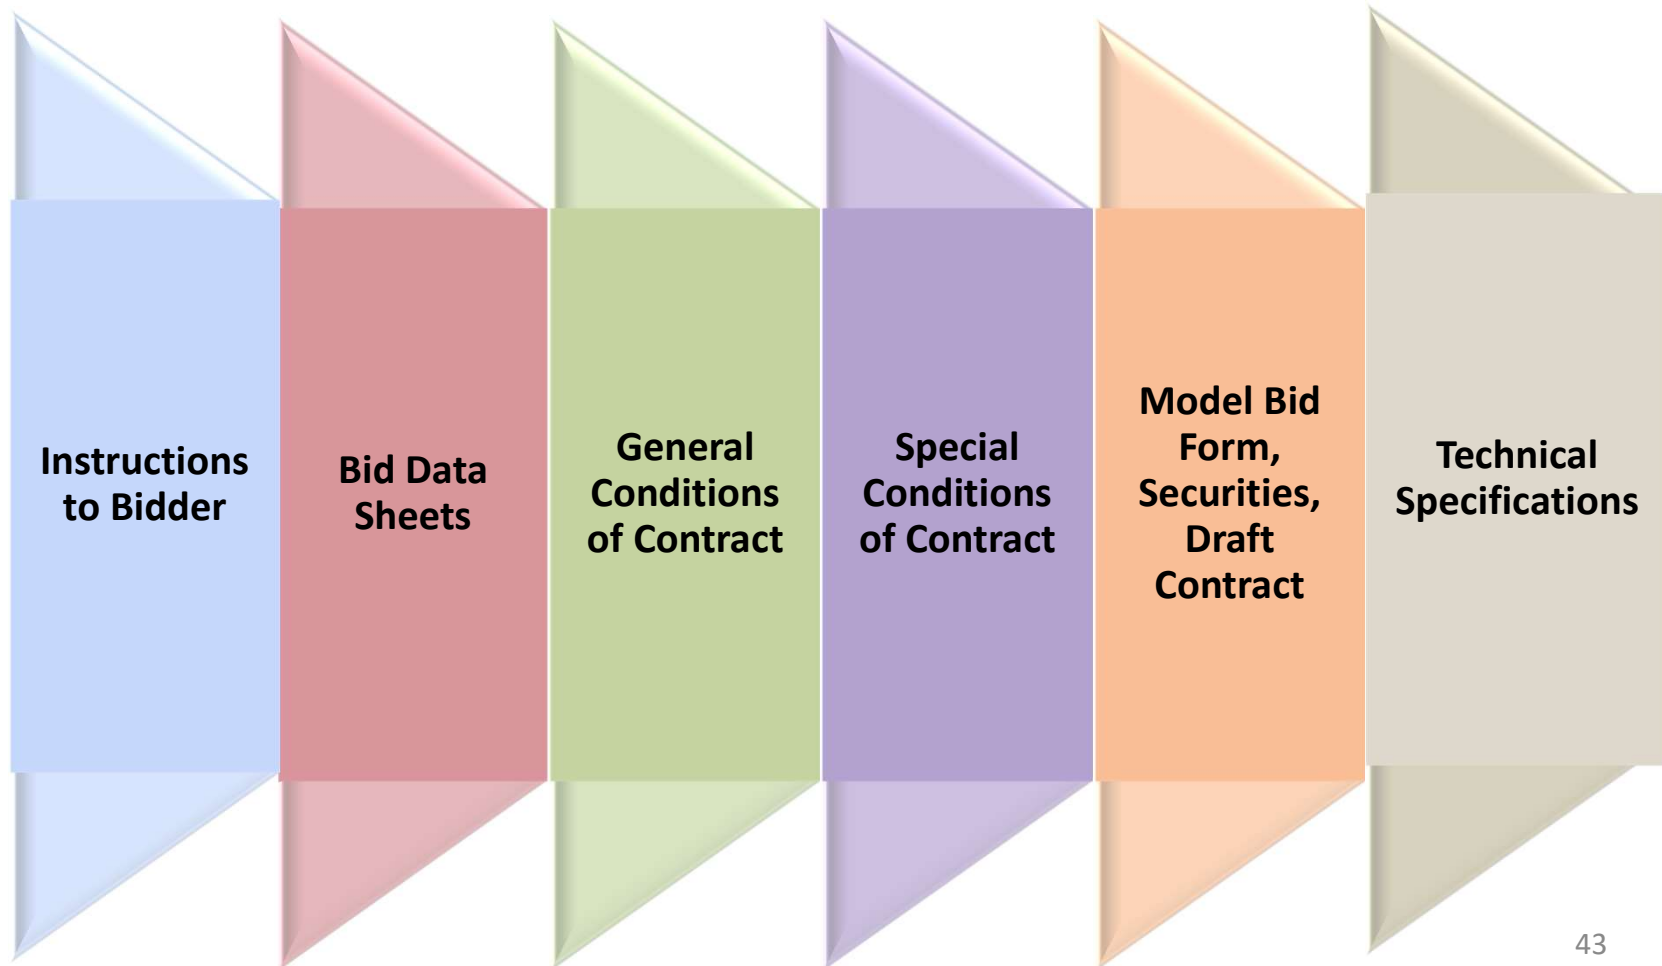 Instructions
to Bidder
Bid Data
Sheets
General
Conditions
of Contract
Special
Conditions
of Contract
Model Bid
Form,
Securities,
Draft
Contract
Technical
Specifications
43